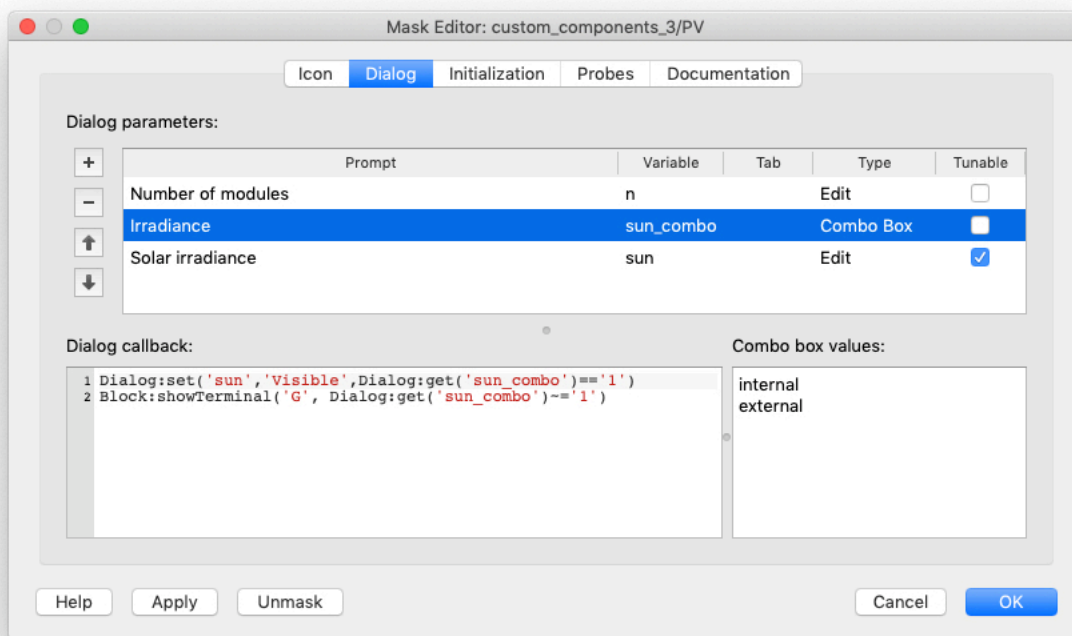 Mask Editor: custom_components_3/PV
Icon Dialog Initialization Probes Documentation
Dialog parameters:
+ Prompt Variable Tab Type Tunable
− Number of modules n Edit
Irradiance sun_combo Combo Box
Solar irradiance sun Edit
Dialog callback: Combo box values:
1 Dialog:set('sun','Visible',Dialog:get('sun_combo')=='1') internal
2 Block:showTerminal('G', Dialog:get('sun_combo')~='1') external
Help Apply Unmask Cancel OK